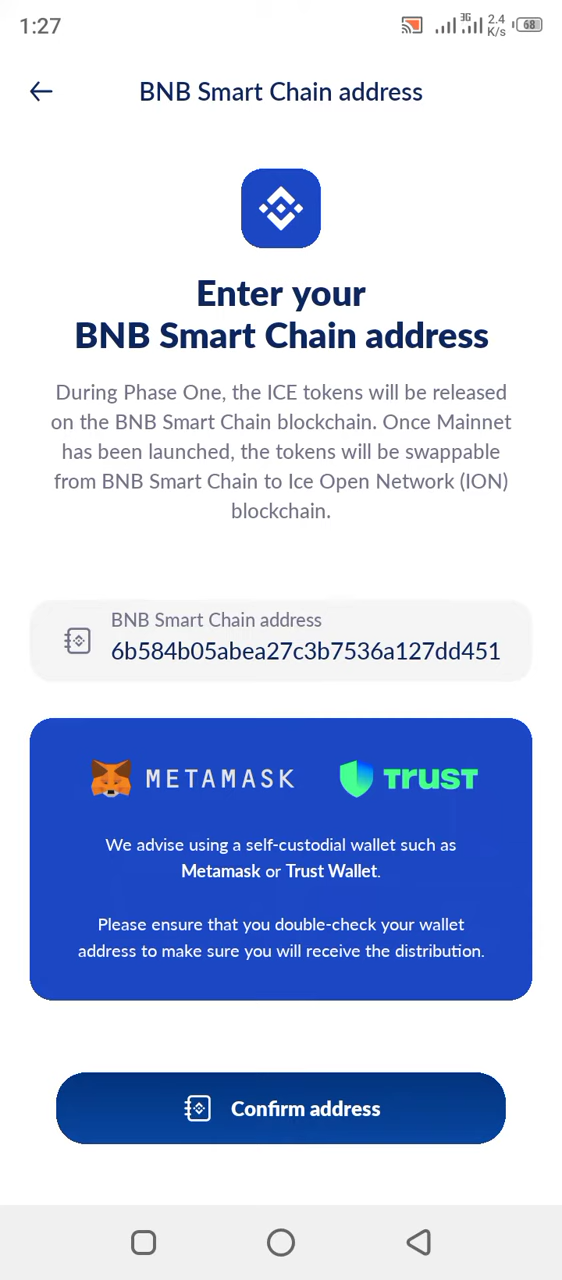 1:27
3G
2.4
K/s
68
BNB Smart Chain address
Enter your
BNB Smart Chain address
During Phase One, the ICE tokens will be released
on the BNB Smart Chain blockchain. Once Mainnet
has been launched, the tokens will be swappable
from BNB Smart Chain to Ice Open Network (ION)
blockchain.
BNB Smart Chain address
6b584b05abea27c3b7536a127dd451
METAMASK
TRUST
We advise using a self-custodial wallet such as
Metamask or Trust Wallet.
Please ensure that you double-check your wallet
address to make sure you will receive the distribution.
Confirm address